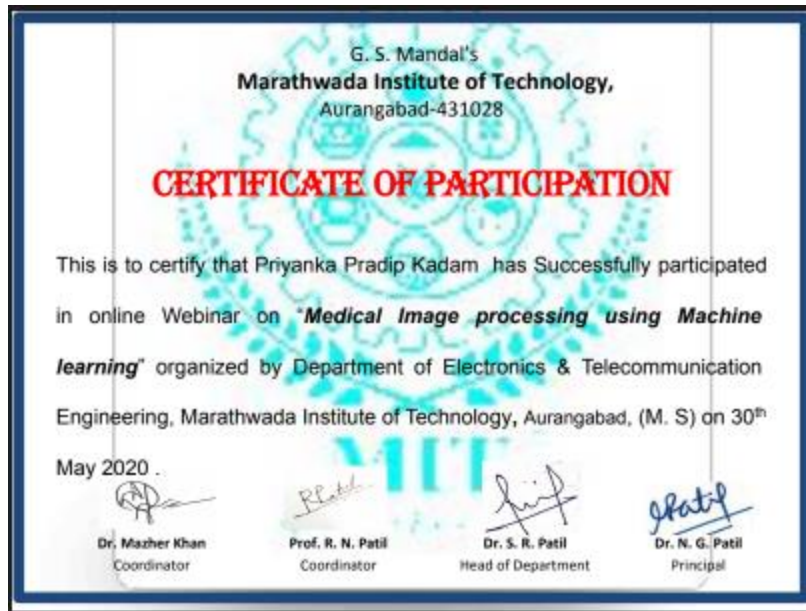 G. S. Mandal's
Marathwada Institute of Technology,
Aurangabad-431028
CERTIFICATE OF PARTICIPATION
This is to certify that Priyanka Pradip Kadam has Successfully participated
in online Webinar on "Medical Image processing using Machine
learning" organized by Department of Electronics & Telecommunication
Engineering, Marathwada Institute of Technology, Aurangabad, (M. S) on 30th
May 2020 .
MIT
RPatil
Dr. Mazher Khan Prof. R. N. Patil Dr. S. R. Patil Dr. N. G. Patil
Coordinator Coordinator Head of Department Principal